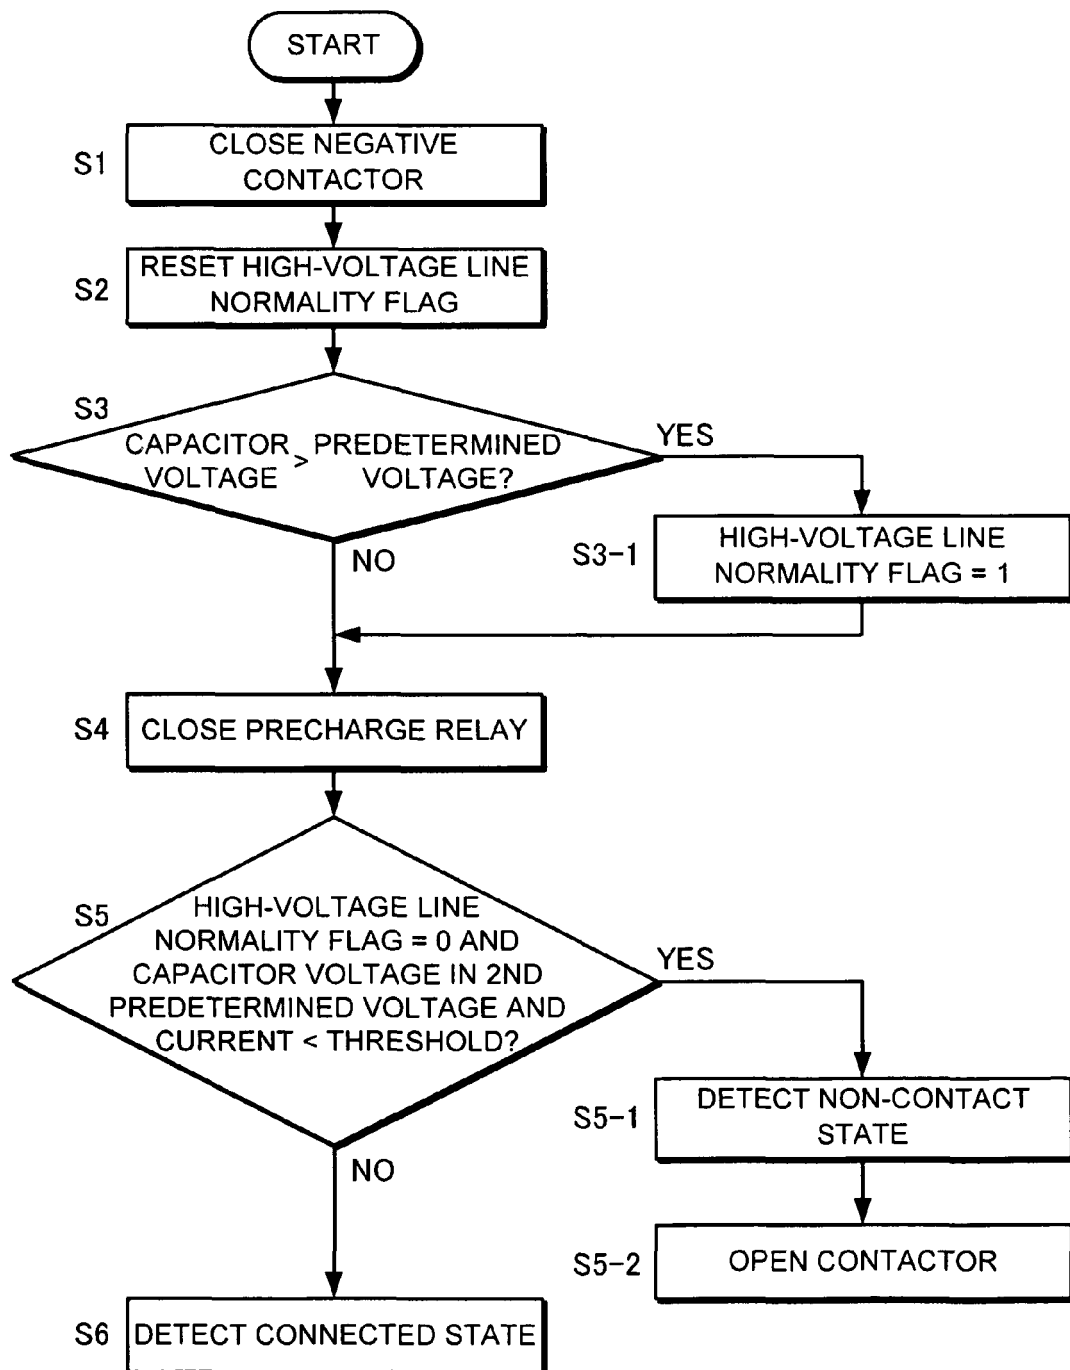 START
S1
CLOSE NEGATIVE
CONTACTOR
S2
RESET HIGH-VOLTAGE LINE
NORMALITY FLAG
S3
CAPACITOR > PREDETERMINED
VOLTAGE VOLTAGE?
YES
NO
S3-1
HIGH-VOLTAGE LINE
NORMALITY FLAG = 1
S4
CLOSE PRECHARGE RELAY
S5
HIGH-VOLTAGE LINE
NORMALITY FLAG = 0 AND
CAPACITOR VOLTAGE IN 2ND
PREDETERMINED VOLTAGE AND
CURRENT < THRESHOLD?
YES
NO
S5-1
DETECT NON-CONTACT
STATE
S5-2
OPEN CONTACTOR
S6
DETECT CONNECTED STATE